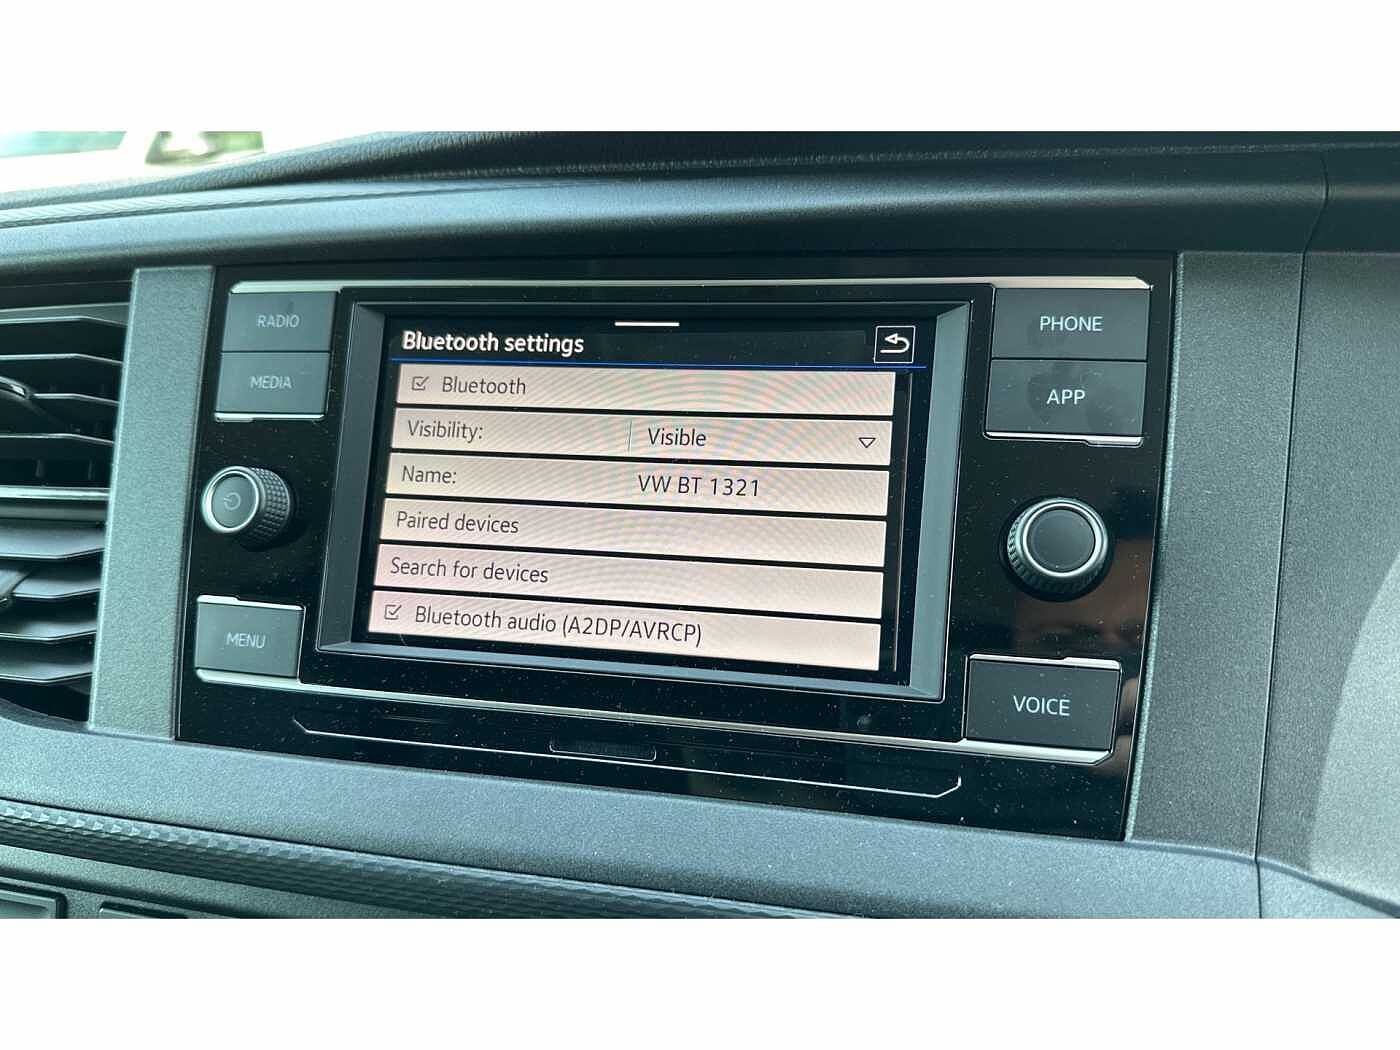 RADIO
MEDIA
MENU
Bluetooth settings
Bluetooth
Visibility: Visible
Name: VW BT 1321
Paired devices
Search for devices
Bluetooth audio (A2DP/AVRCP)
PHONE
APP
VOICE